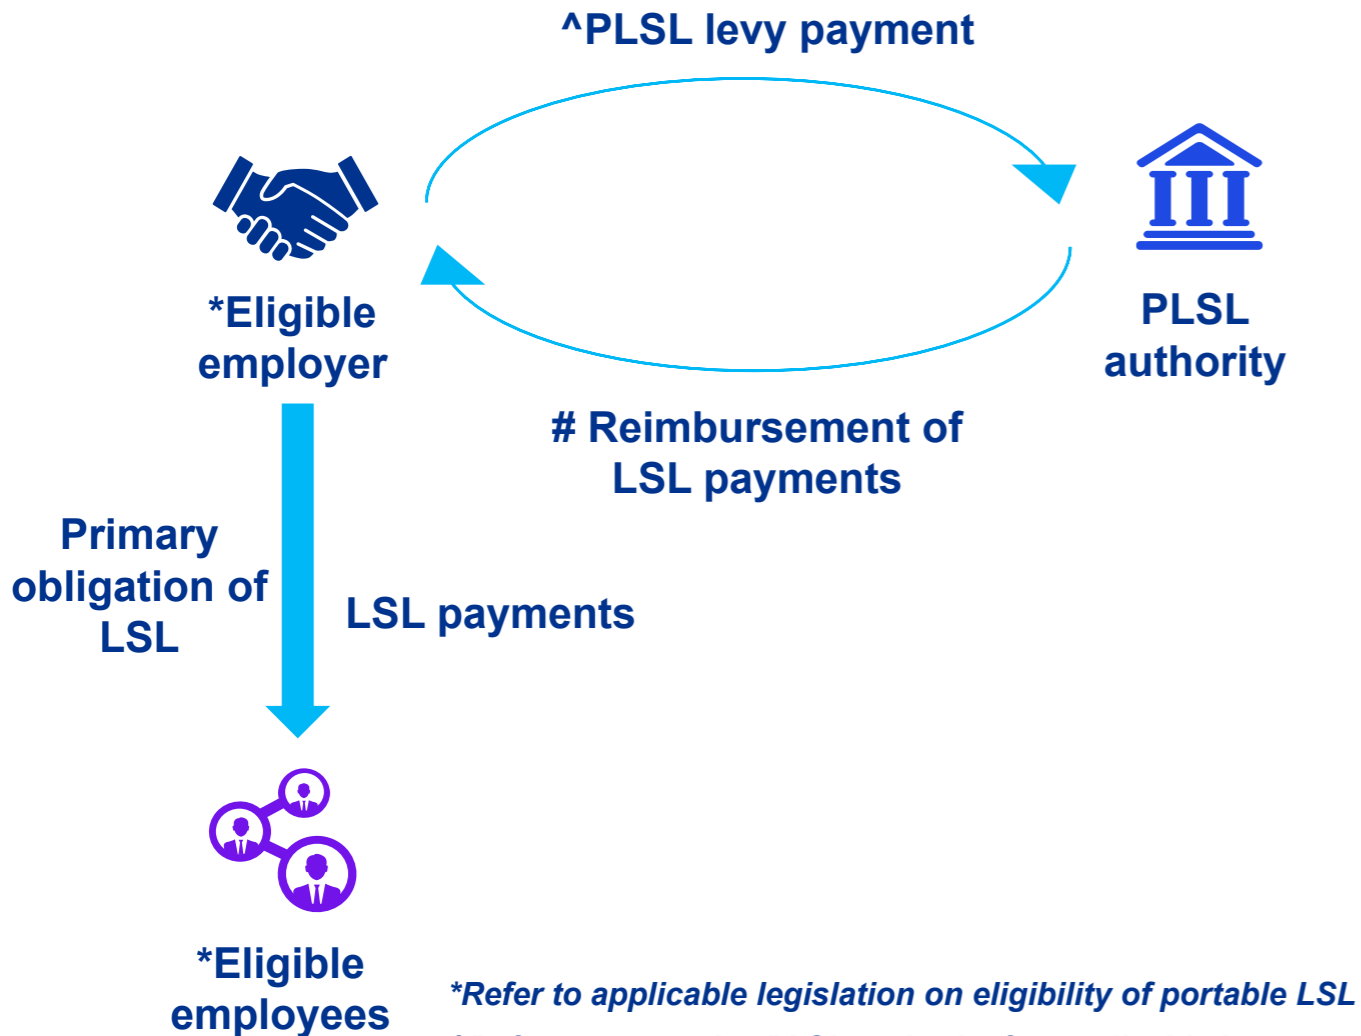 ^PLSL levy payment
*Eligible
employer
PLSL
authority
# Reimbursement of
LSL payments
Primary
obligation of
LSL
LSL payments
*Eligible
employees
*Refer to applicable legislation on eligibility of portable LSL